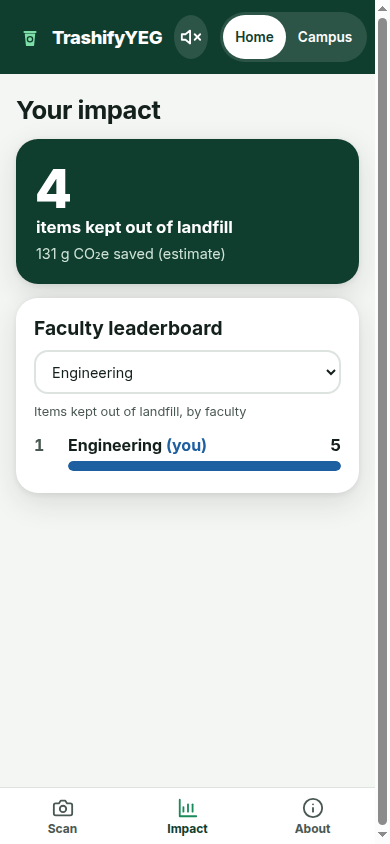 TrashifyYEG
Home
Campus
Your impact
4
items kept out of landfill
131 g CO₂e saved (estimate)
Faculty leaderboard
Engineering
Items kept out of landfill, by faculty
1 Engineering (you) 5
Scan
Impact
About